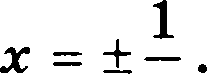 x = ± 1— .